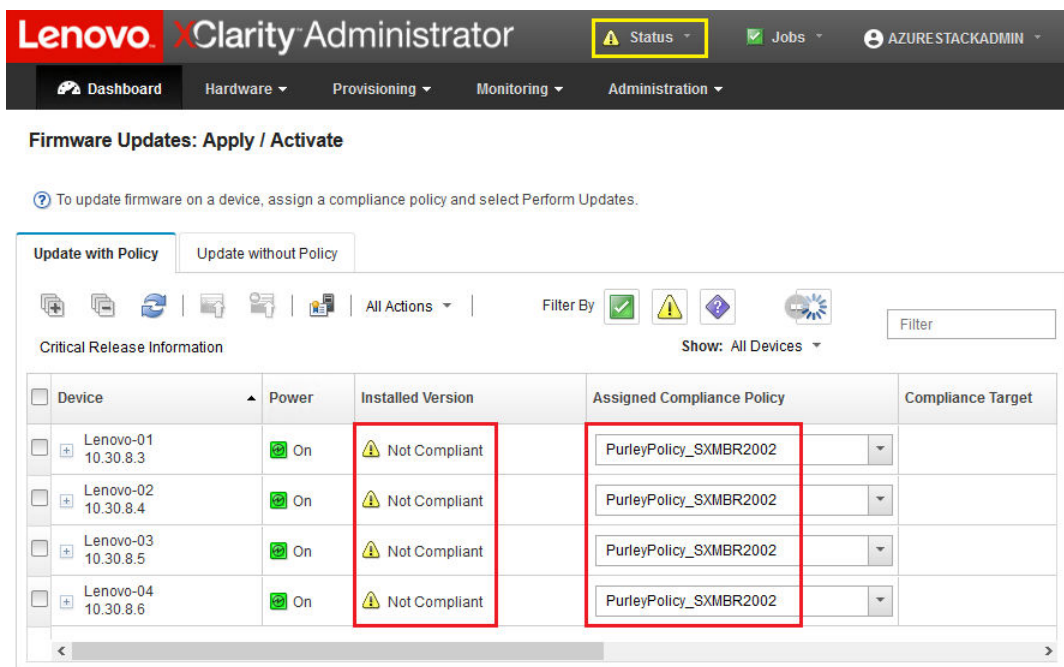 Lenovo. XClarity Administrator Status Jobs AZURESTACKADMIN
Dashboard Hardware Provisioning Monitoring Administration
Firmware Updates: Apply / Activate
? To update firmware on a device, assign a compliance policy and select Perform Updates.
Update with Policy Update without Policy
All Actions Filter By Filter
Critical Release Information Show: All Devices
Device Power Installed Version Assigned Compliance Policy Compliance Target
Lenovo-01
10.30.8.3 On Not Compliant PurleyPolicy_SXMBR2002
Lenovo-02
10.30.8.4 On Not Compliant PurleyPolicy_SXMBR2002
Lenovo-03
10.30.8.5 On Not Compliant PurleyPolicy_SXMBR2002
Lenovo-04
10.30.8.6 On Not Compliant PurleyPolicy_SXMBR2002